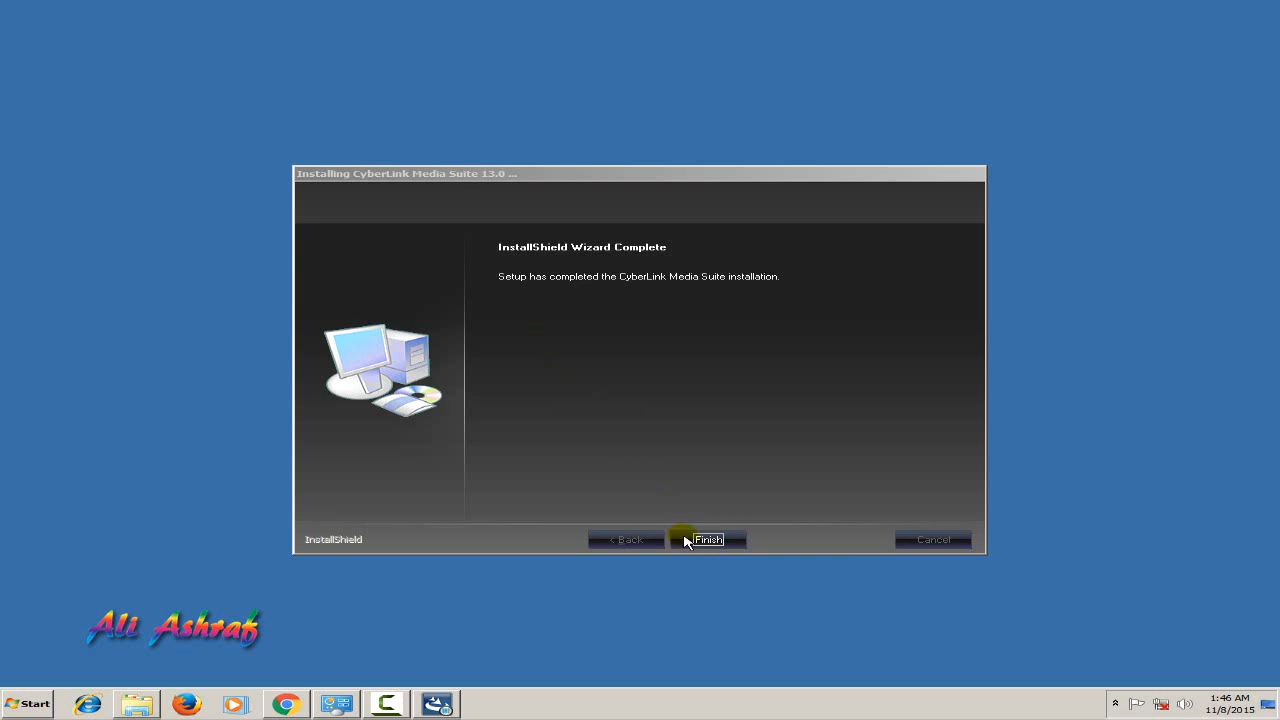 Installing CyberLink Media Suite 13.0 ...
InstallShield Wizard Complete
Setup has completed the CyberLink Media Suite installation.
InstallShield
< Back
Finish
Cancel
Ali Ashraf
Start
1:46 AM
11/8/2015